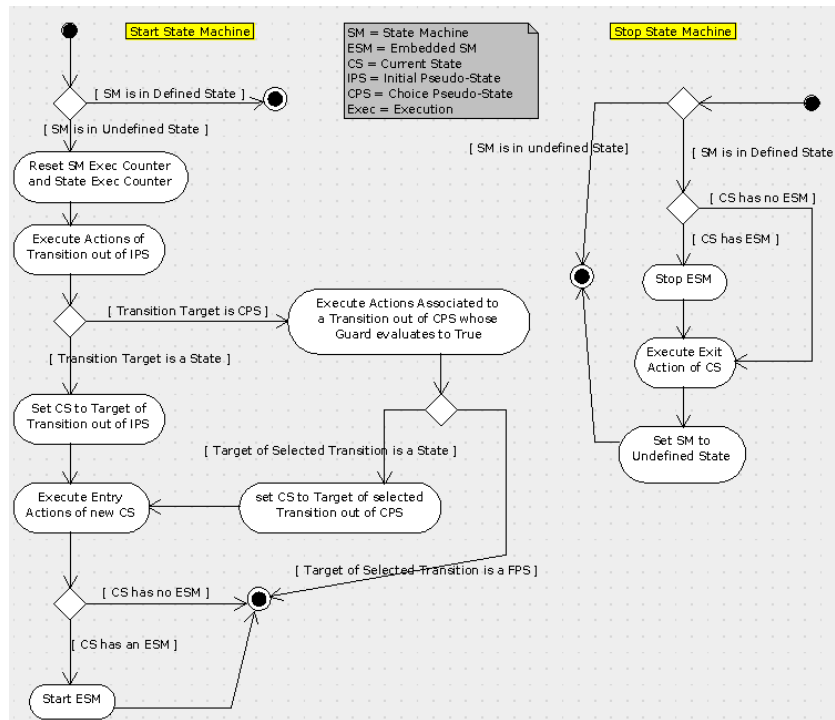 Start State Machine
SM = State Machine
ESM = Embedded SM
CS = Current State
IPS = Initial Pseudo-State
CPS = Choice Pseudo-State
Exec = Execution
Stop State Machine
[ SM is in Defined State ]
[ SM is in Undefined State ]
Reset SM Exec Counter
and State Exec Counter
Execute Actions of
Transition out of IPS
[ Transition Target is CPS ]
Execute Actions Associated to
a Transition out of CPS whose
Guard evaluates to True
[ Transition Target is a State ]
Set CS to Target of
Transition out of IPS
[ Target of Selected Transition is a State ]
Execute Entry
Actions of new CS
set CS to Target of selected
Transition out of CPS
[ Target of Selected Transition is a FPS ]
[ CS has no ESM ]
[ CS has an ESM ]
Start ESM
[ SM is in undefined State]
[ SM is in Defined State
[ CS has no ESM ]
[ CS has ESM ]
Stop ESM
Execute Exit
Action of CS
Set SM to
Undefined State